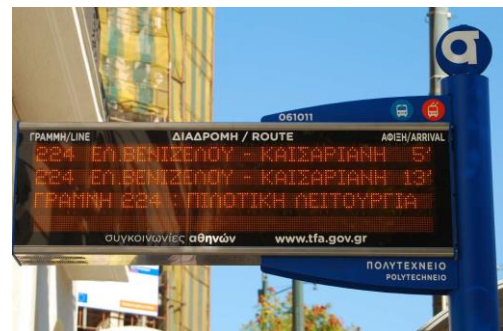 α
061011
ΓΡΑΜΜΗ/LINE ΔΙΑΔΡΟΜΗ / ROUTE ΑΦΙΞΗ/ARRIVAL
224 ΕΛ.ΒΕΝΙΖΕΛΟΥ - ΚΑΙΣΑΡΙΑΝΗ 5'
224 ΕΛ.ΒΕΝΙΖΕΛΟΥ - ΚΑΙΣΑΡΙΑΝΗ 13'
ΓΡΑΜΜΗ 224 : ΠΙΛΟΤΙΚΗ ΛΕΙΤΟΥΡΓΙΑ
συγκοινωνίες αθηνών www.tfa.gov.gr
ΠΟΛΥΤΕΧΝΕΙΟ
POLYTECHNEIO